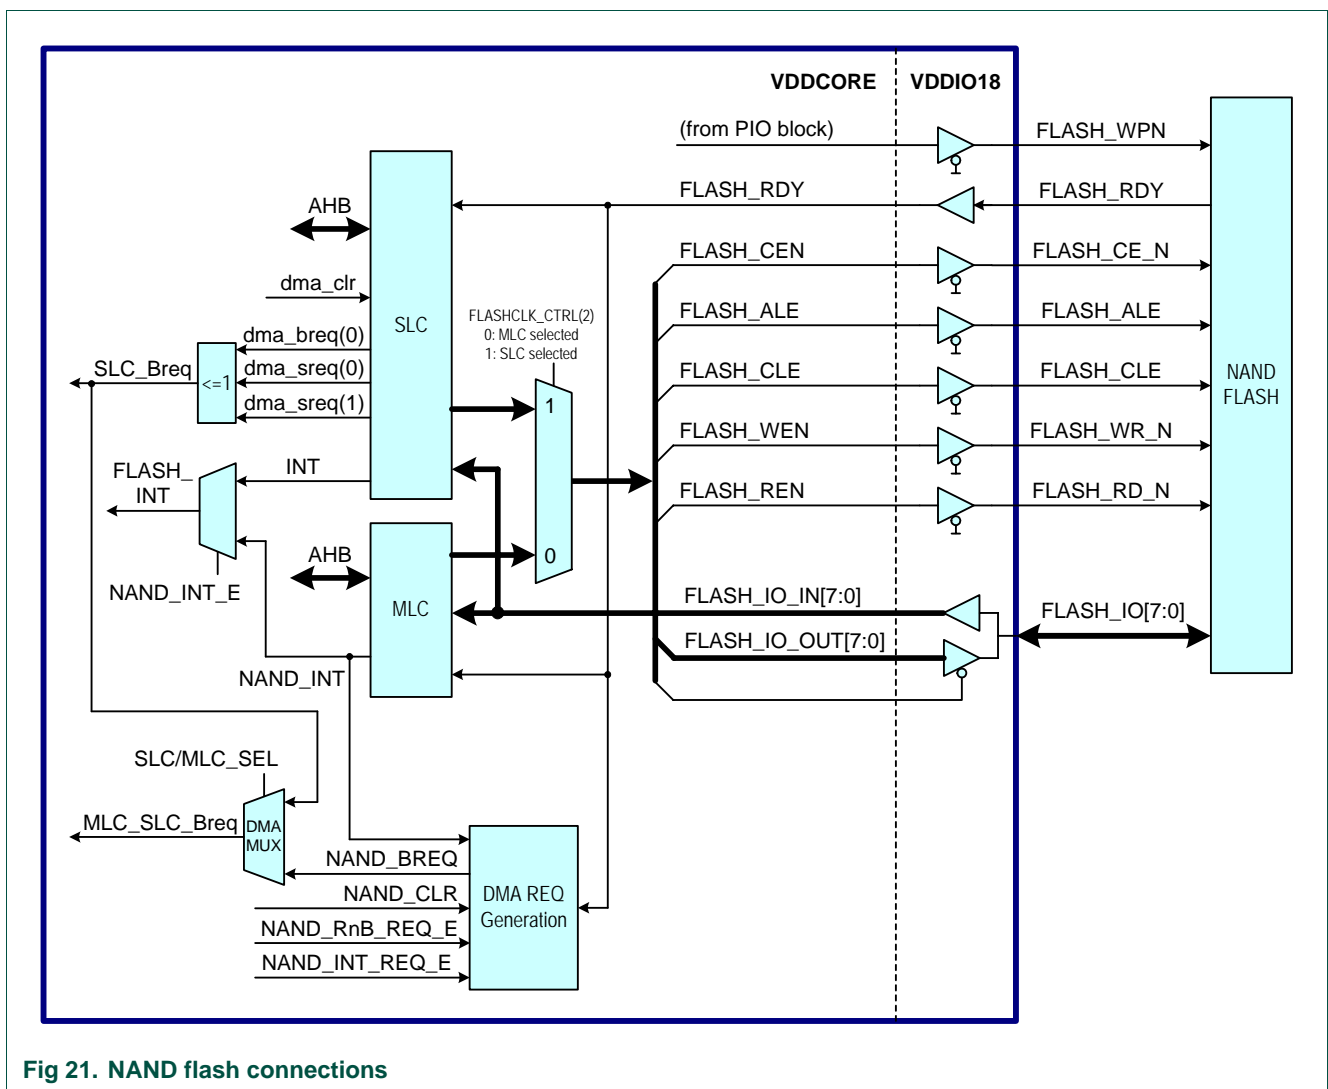 VDDCORE
VDDIO18
(from PIO block)
FLASH_WPN
FLASH_RDY
FLASH_RDY
AHB
FLASH_CEN
FLASH_CE_N
dma_clr
FLASH_ALE
FLASH_ALE
SLC
FLASHCLK_CTRL(2)
0: MLC selected
1: SLC selected
dma_breq(0)
SLC_Breq
<=1
dma_sreq(0)
dma_sreq(1)
FLASH_CLE
FLASH_CLE
NAND
FLASH
1
FLASH_WEN
FLASH_WR_N
FLASH_
INT
INT
FLASH_REN
FLASH_RD_N
AHB
0
NAND_INT_E
MLC
FLASH_IO_IN[7:0]
FLASH_IO[7:0]
FLASH_IO_OUT[7:0]
NAND_INT
SLC/MLC_SEL
MLC_SLC_Breq
DMA
MUX
NAND_BREQ
NAND_CLR
NAND_RnB_REQ_E
NAND_INT_REQ_E
DMA REQ
Generation
Fig 21. NAND flash connections